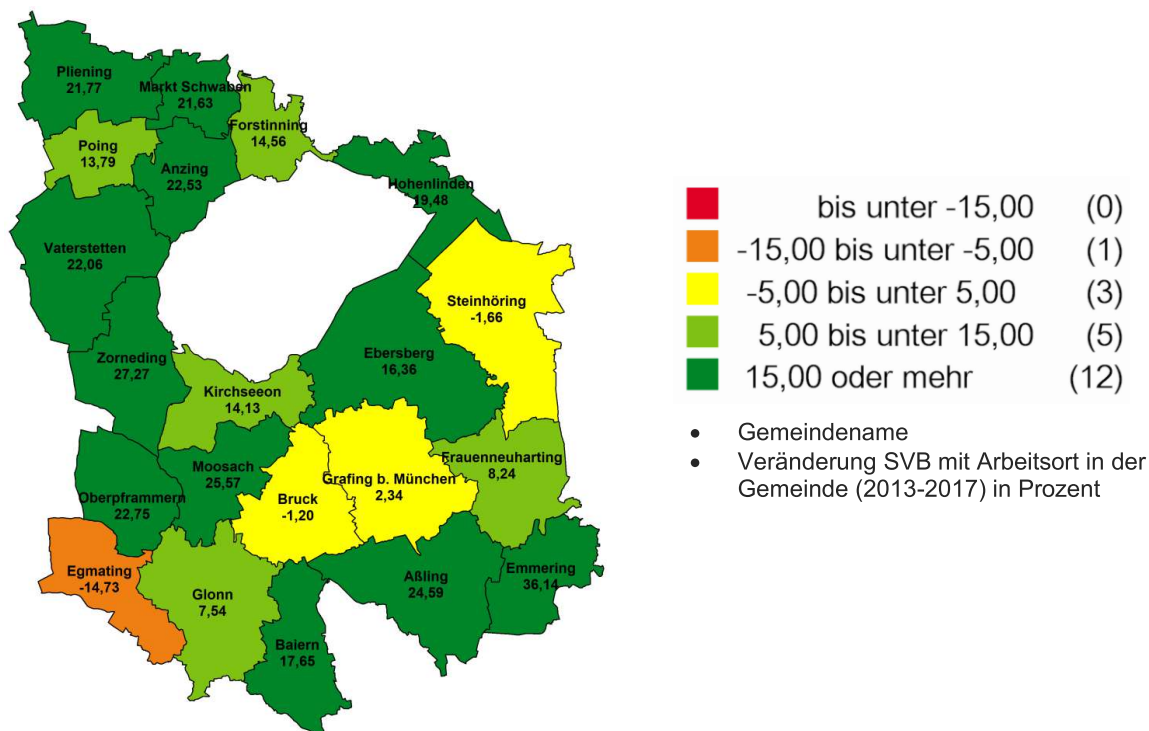 Pliening
21,77
Markt Schwaben
21,63
Forstinning
14,56
Poing
13,79
Anzing
22,53
Hohenlinden
19,48
Vaterstetten
22,06
Steinhöring
-1,66
Zorneding
27,27
Ebersberg
16,36
Kirchseeon
14,13
Moosach
25,57
Grafing b. München
2,34
Frauenneuharting
8,24
Oberpframmern
22,75
Bruck
-1,20
Egmating
-14,73
Glonn
7,54
Aßling
24,59
Emmering
36,14
Baiern
17,65
bis unter -15,00 (0)
-15,00 bis unter -5,00 (1)
-5,00 bis unter 5,00 (3)
5,00 bis unter 15,00 (5)
15,00 oder mehr (12)
• Gemeindename
• Veränderung SVB mit Arbeitsort in der
Gemeinde (2013-2017) in Prozent